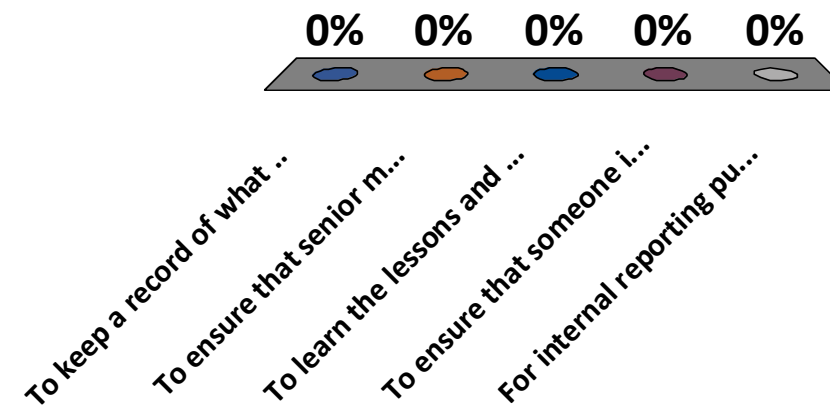 0% 0% 0% 0% 0%
To keep a record of what ..
To ensure that senior m...
To learn the lessons and ...
To ensure that someone i...
For internal reporting pu...